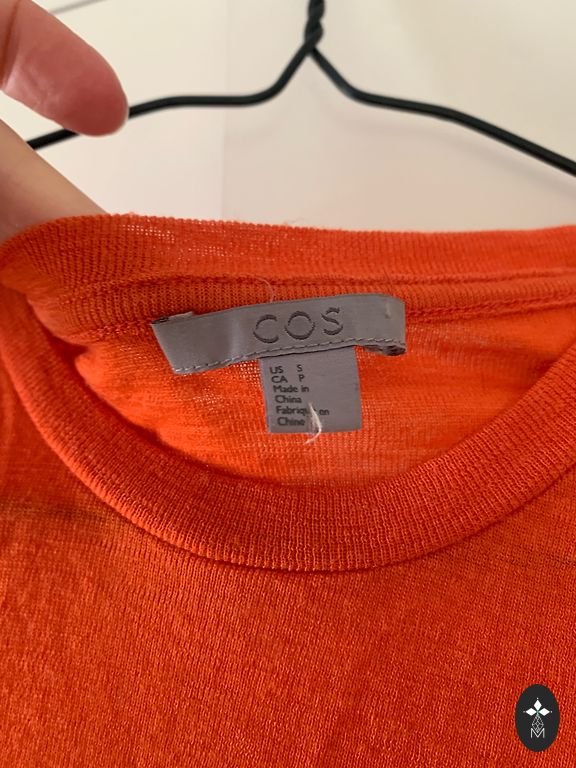 COS
US S
CA P
Made in
China
Fabriqué en
Chine
M